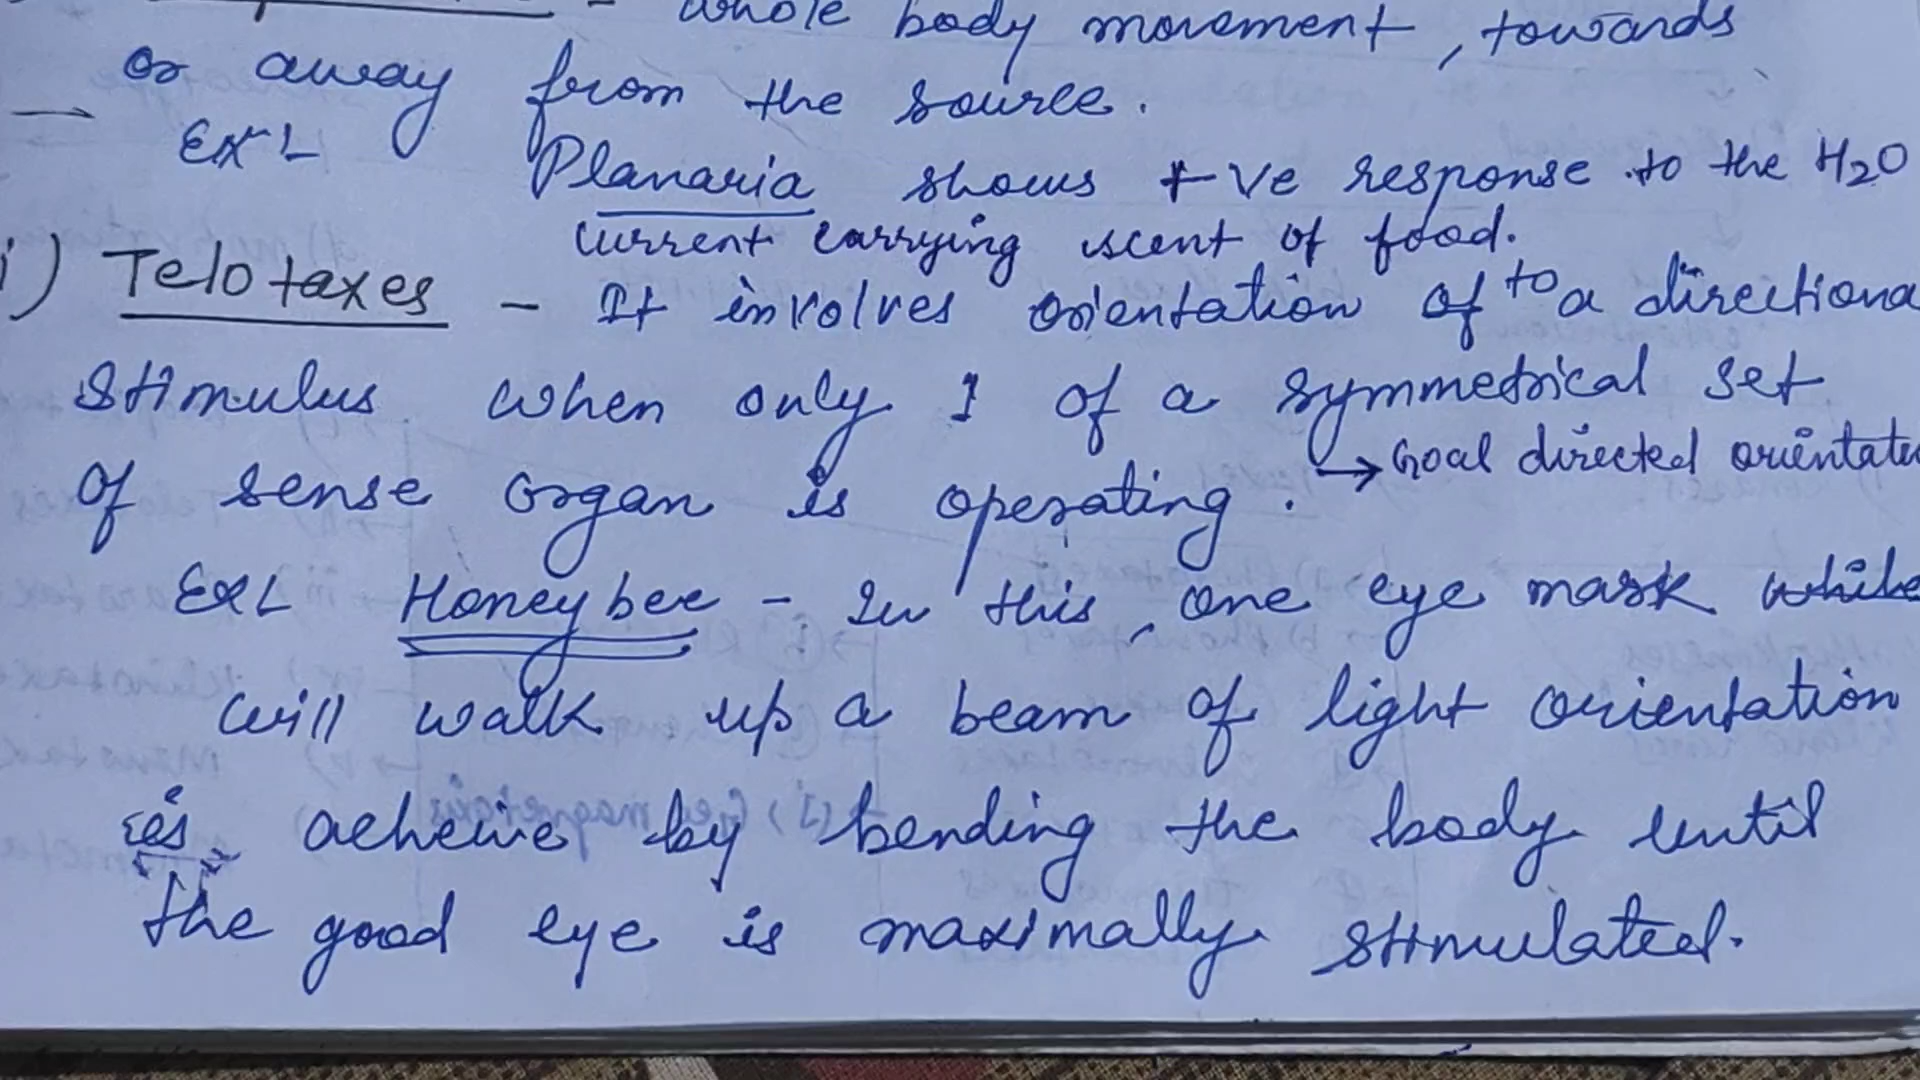 - whole body movement, towards
→ or away from the source.
Ex L Planaria shows +ve response to the H2O
current carrying scent of food.
i) Telotaxes - It involves orientation of to a directiona
stimulus when only 1 of a symmetrical set
of sense organ is operating. → Goal directed orientate
Ex L Honeybee - In this, one eye mask while
will walk up a beam of light orientation
is acheive by bending the body until
the good eye is maximally stimulated.